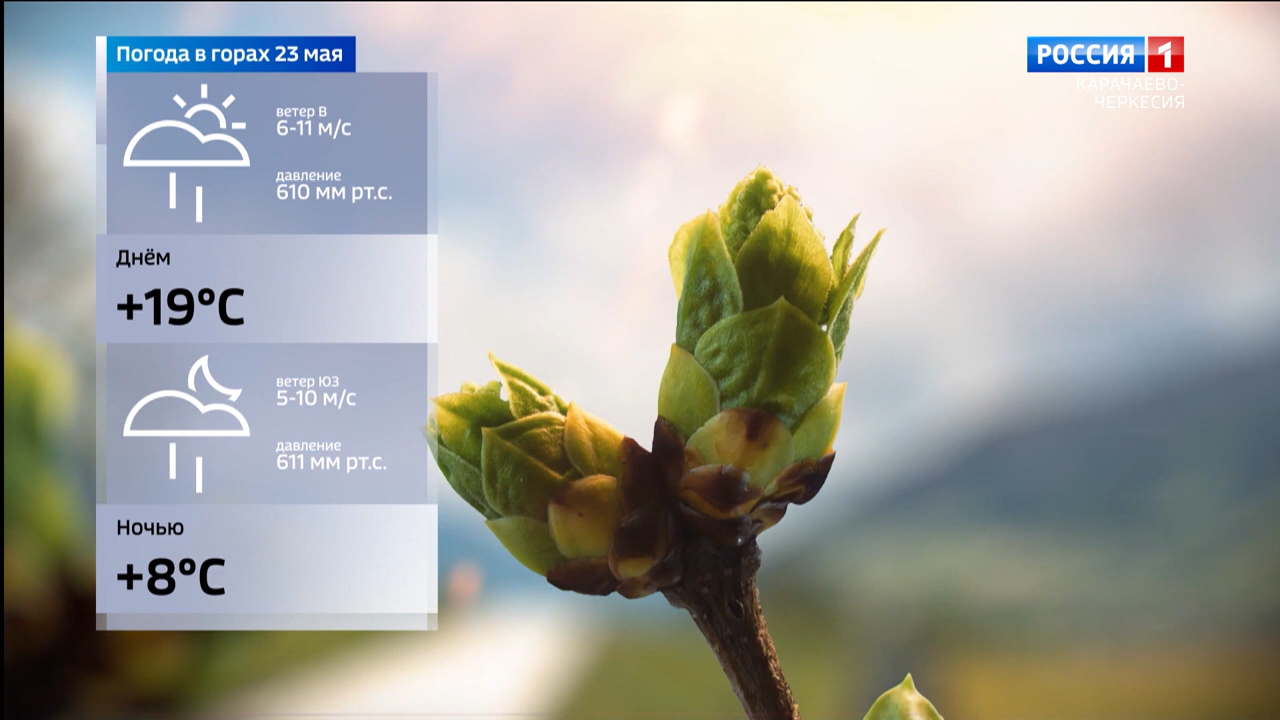 Погода в горах 23 мая
ветер В
6-11 м/с
давление
610 мм рт.с.
Днём
+19°C
ветер ЮЗ
5-10 м/с
давление
611 мм рт.с.
Ночью
+8°C
РОССИЯ 1
КАРАЧАЕВО-
ЧЕРКЕСИЯ